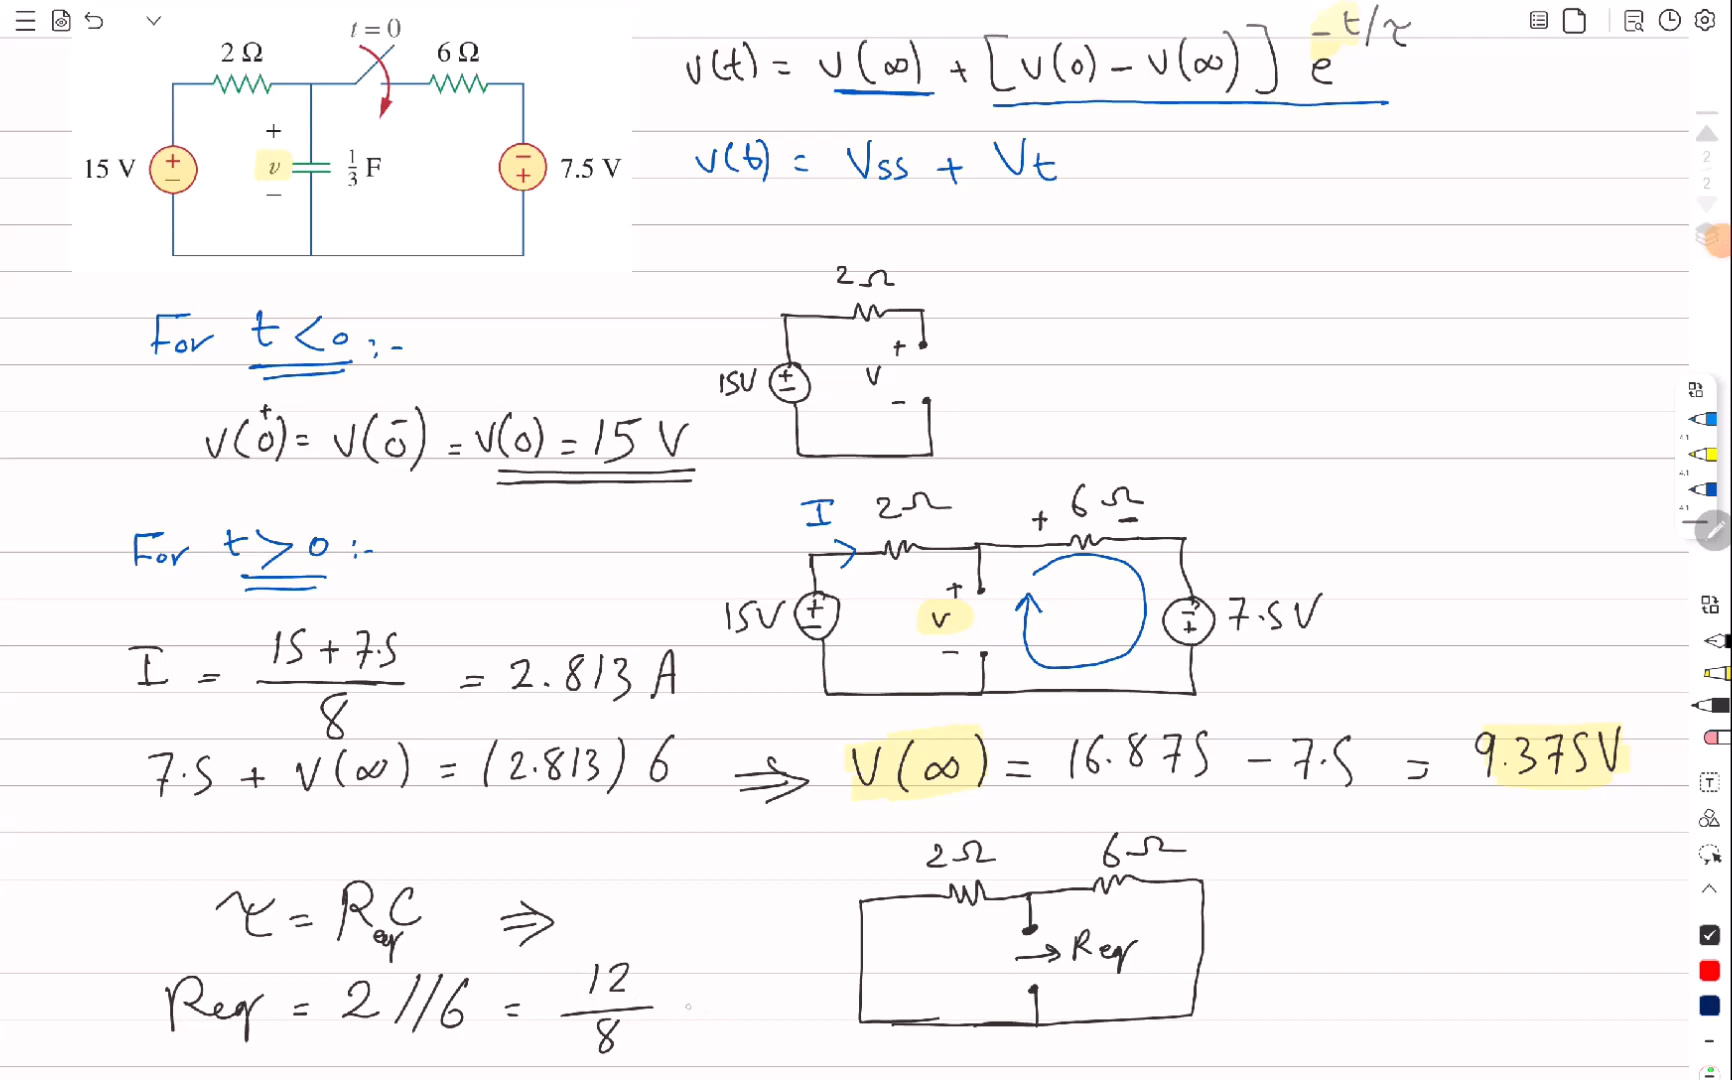 t = 0
2 Ω
6 Ω
15 V
+
v
−
1/3 F
7.5 V
v(t) = v(∞) + [v(0) − v(∞)] e^(−t/τ)
v(t) = Vss + Vt
For t < 0 :-
2Ω
15V
+
V
−
v(0⁺) = v(0⁻) = v(0) = 15 V
For t > 0 :-
I
2Ω
+ 6Ω −
15V
+
v
−
7.5V
I = (15 + 7.5)/8 = 2.813 A
7.5 + v(∞) = (2.813) 6 ⇒ V(∞) = 16.875 − 7.5 = 9.375V
2Ω
6Ω
τ = Req C ⇒
→ Req
Req = 2 // 6 = 12/8